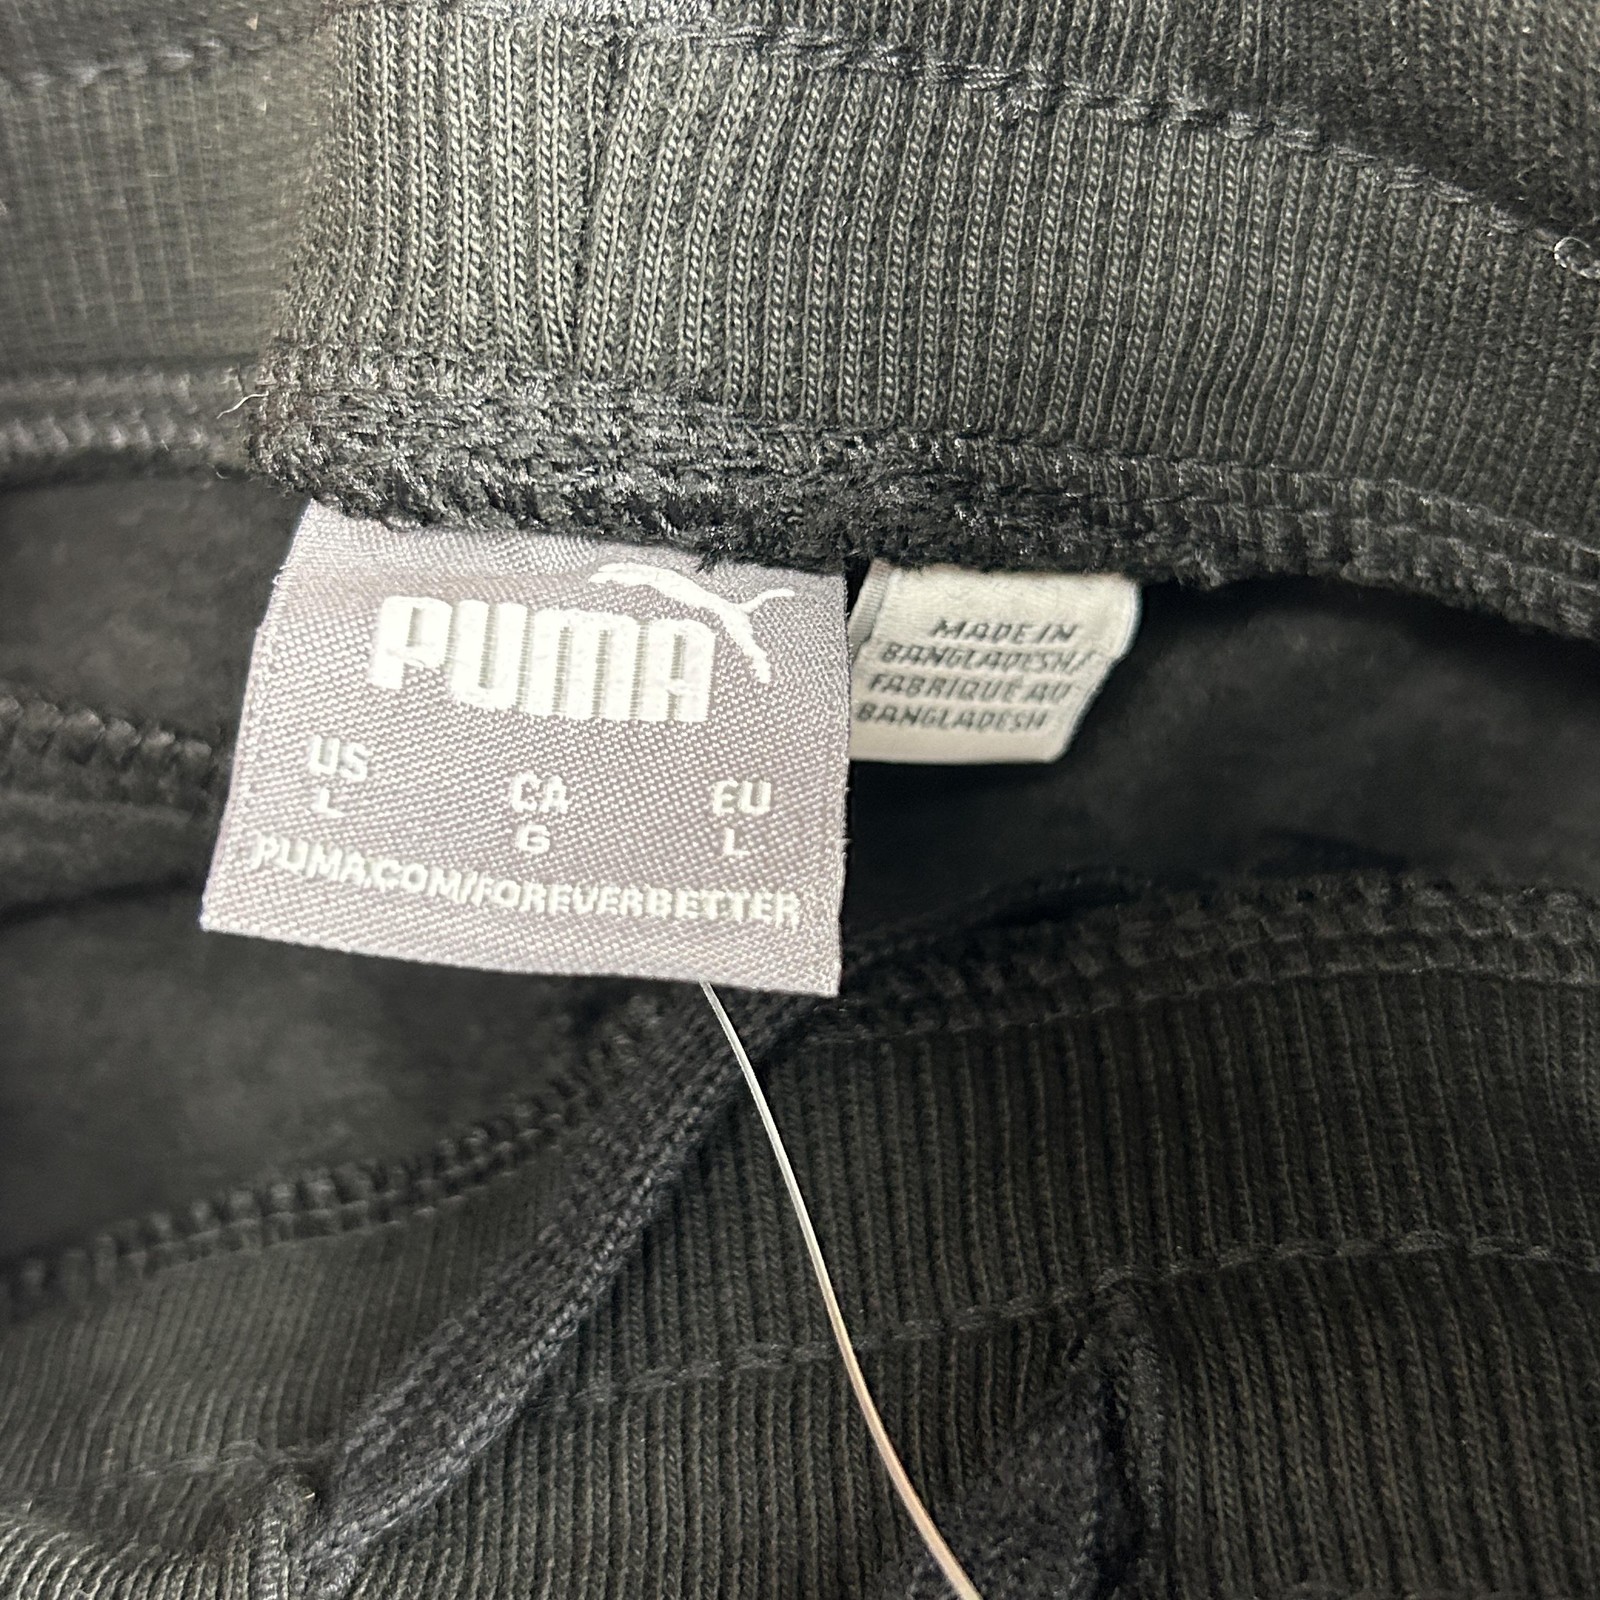 PUMA
US CA EU
L G L
PUMA.COM/FOREVERBETTER
MADE IN
BANGLADESH/
FABRIQUÉ AU
BANGLADESH